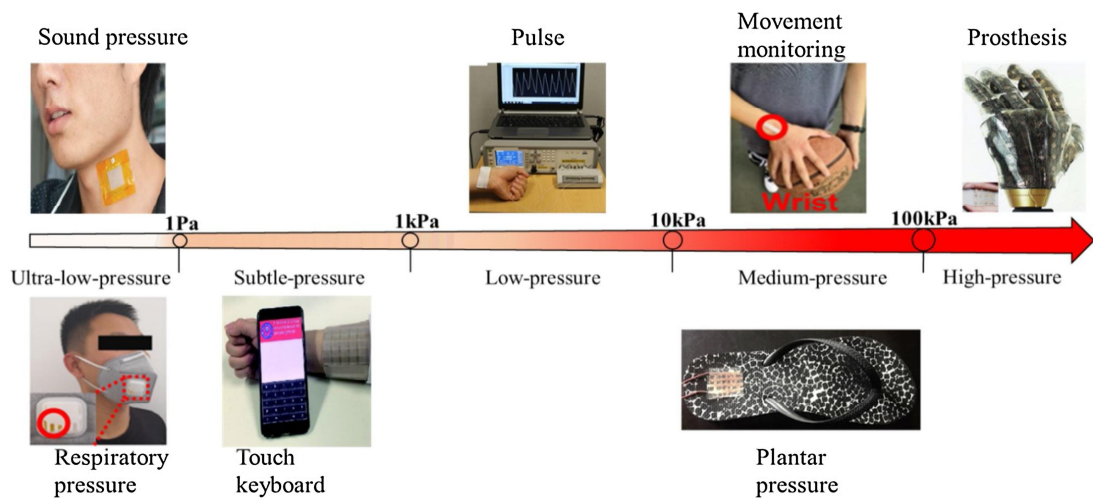 Sound pressure
Pulse
Movement
monitoring
Prosthesis
Wrist
1Pa
1kPa
10kPa
100kPa
Ultra-low-pressure
Subtle-pressure
Low-pressure
Medium-pressure
High-pressure
Respiratory
pressure
Touch
keyboard
Plantar
pressure